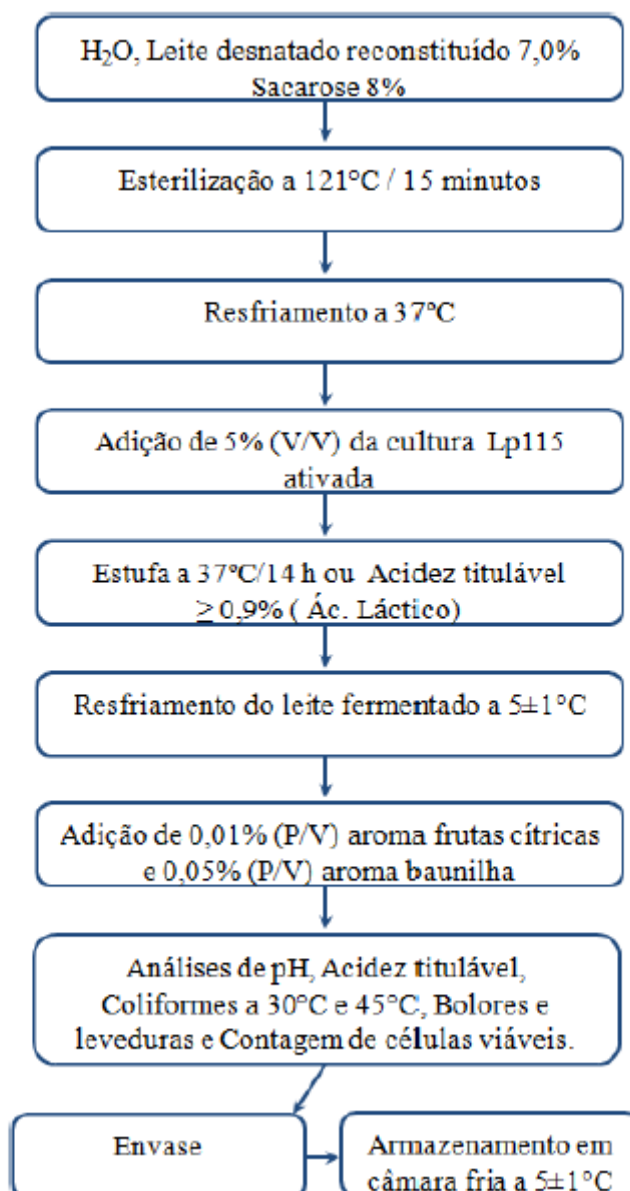 H₂O, Leite desnatado reconstituído 7,0%
Sacarose 8%
Esterilização a 121°C / 15 minutos
Resfriamento a 37°C
Adição de 5% (V/V) da cultura Lp115
ativada
Estufa a 37°C/14 h ou Acidez titulável
≥ 0,9% ( Ác. Láctico)
Resfriamento do leite fermentado a 5±1°C
Adição de 0,01% (P/V) aroma frutas cítricas
e 0,05% (P/V) aroma baunilha
Análises de pH, Acidez titulável,
Coliformes a 30°C e 45°C, Bolores e
leveduras e Contagem de células viáveis.
Envase
Armazenamento em
câmara fria a 5±1°C